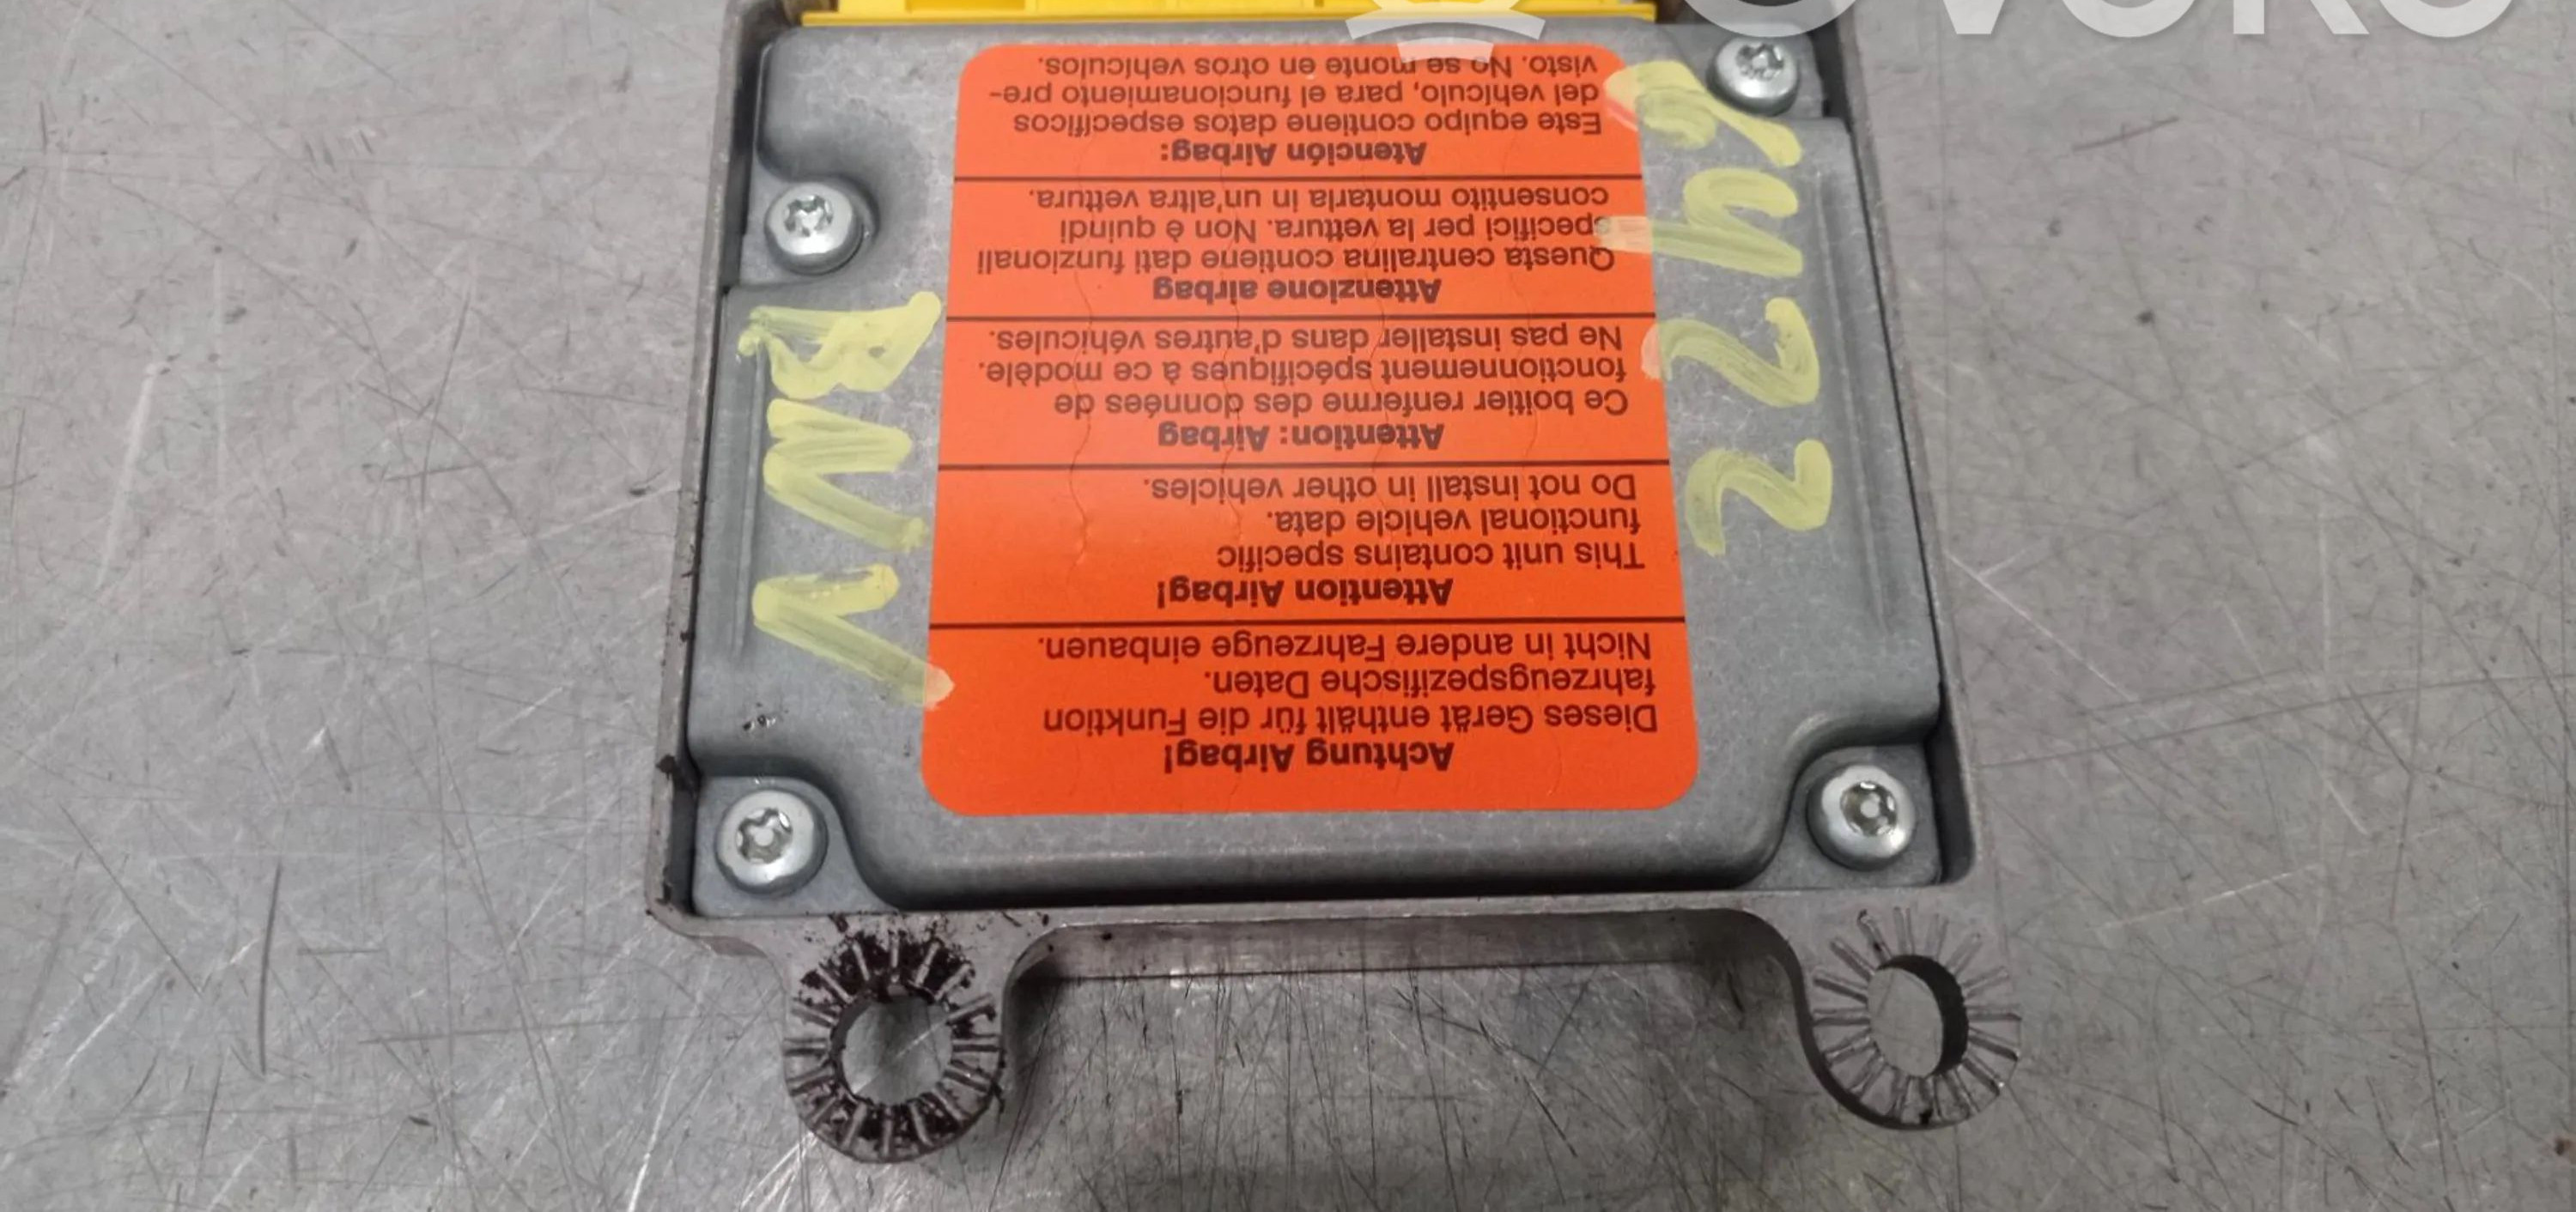 Achtung Airbag!
Dieses Gerät enthält für die Funktion
fahrzeugspezifische Daten.
Nicht in andere Fahrzeuge einbauen.
Attention Airbag!
This unit contains specific
functional vehicle data.
Do not install in other vehicles.
Attention: Airbag
Ce boîtier renferme des données de
fonctionnement spécifiques à ce modèle.
Ne pas installer dans d'autres véhicules.
Attenzione airbag
Questa centralina contiene dati funzionali
specifici per la vettura. Non è quindi
consentito montarla in un'altra vettura.
Atención Airbag:
Este equipo contiene datos específicos
del vehículo, para el funcionamiento pre-
visto. No se monte en otros vehículos.
6422